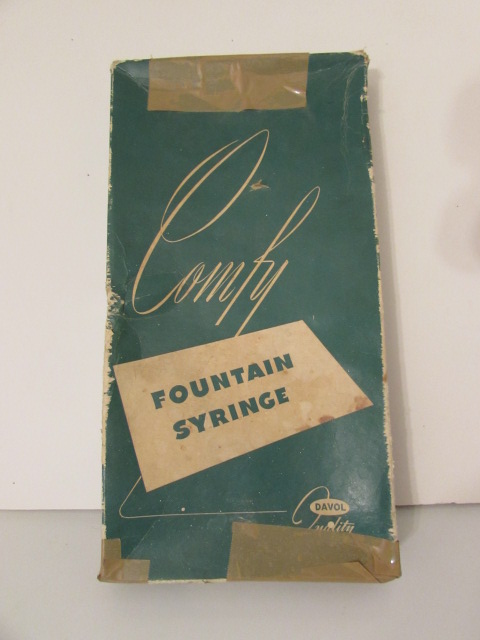 Comfy
FOUNTAIN
SYRINGE
DAVOL
Quality